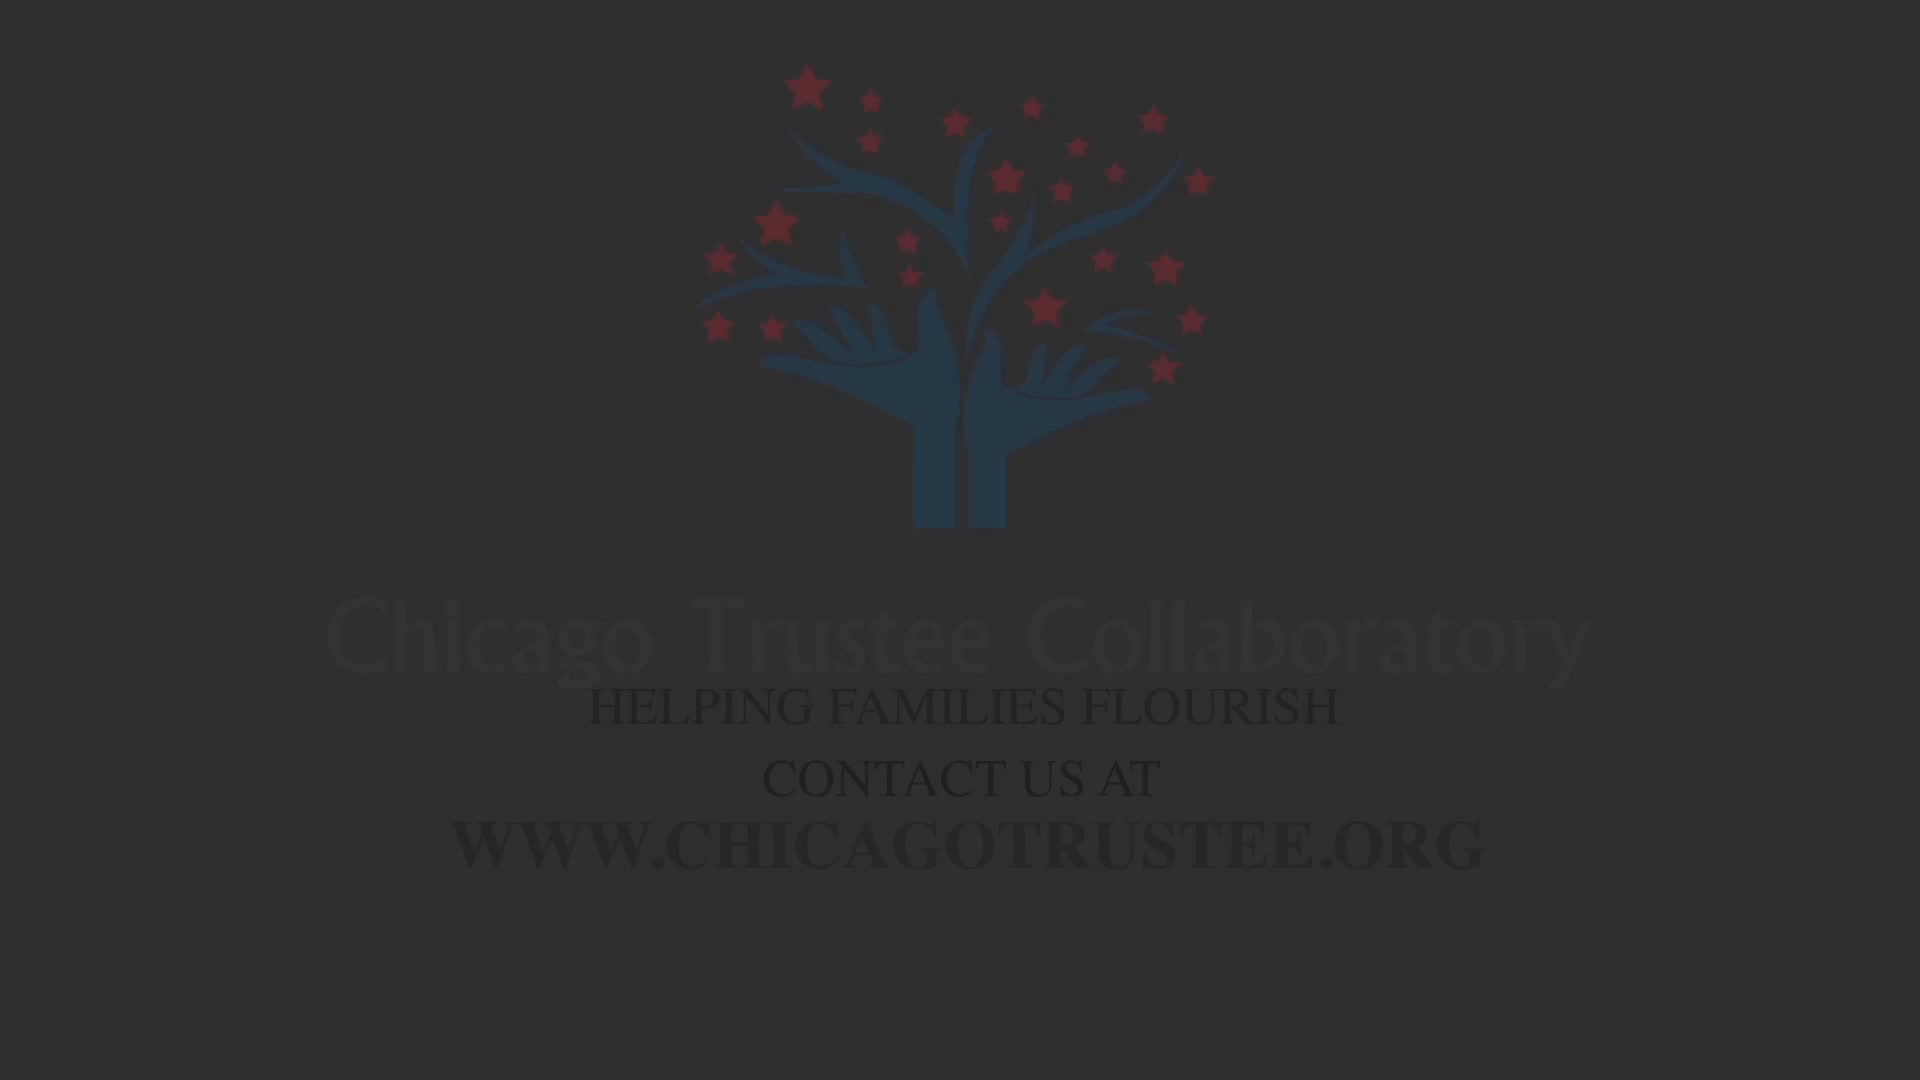 Chicago Trustee Collaboratory
HELPING FAMILIES FLOURISH
CONTACT US AT
WWW.CHICAGOTRUSTEE.ORG